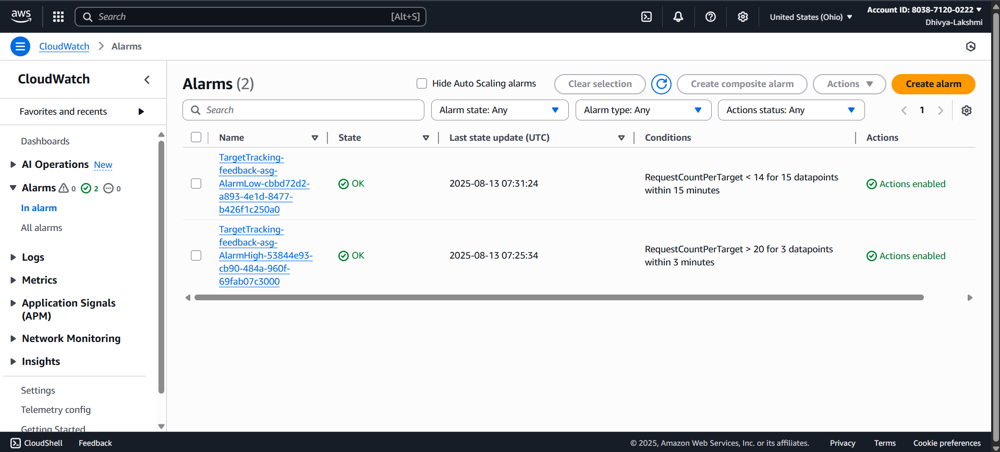 aws
Search [Alt+S]
United States (Ohio)
Account ID: 8038-7120-0222
Dhivya-Lakshmi
CloudWatch
Alarms
CloudWatch
Favorites and recents
Dashboards
AI Operations New
Alarms 0 2 0
In alarm
All alarms
Logs
Metrics
Application Signals
(APM)
Network Monitoring
Insights
Settings
Telemetry config
Getting Started
Alarms (2)
Hide Auto Scaling alarms
Clear selection
Create composite alarm
Actions
Create alarm
Search
Alarm state: Any
Alarm type: Any
Actions status: Any
1
Name
State
Last state update (UTC)
Conditions
Actions
TargetTracking-
feedback-asg-
AlarmLow-cbbd72d2-
a893-4e1d-8477-
b426f1c250a0
OK
2025-08-13 07:31:24
RequestCountPerTarget < 14 for 15 datapoints
within 15 minutes
Actions enabled
TargetTracking-
feedback-asg-
AlarmHigh-53844e93-
cb90-484a-960f-
69fab07c3000
OK
2025-08-13 07:25:34
RequestCountPerTarget > 20 for 3 datapoints
within 3 minutes
Actions enabled
CloudShell
Feedback
© 2025, Amazon Web Services, Inc. or its affiliates.
Privacy
Terms
Cookie preferences